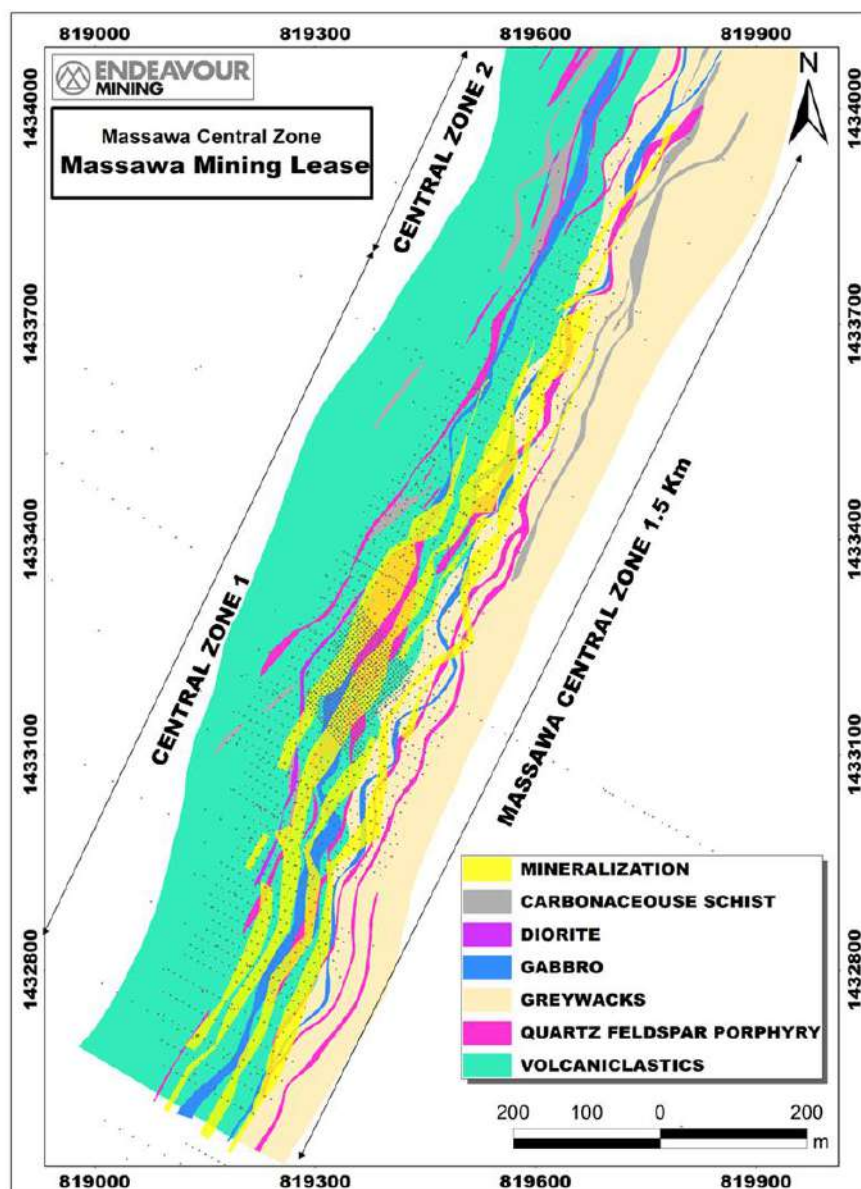 819000 819300 819600 819900
ENDEAVOUR
MINING
Massawa Central Zone
Massawa Mining Lease
N
CENTRAL ZONE 2
CENTRAL ZONE 1
MASSAWA CENTRAL ZONE 1.5 Km
1434000
1433700
1433400
1433100
1432800
1434000
1433700
1433400
1433100
1432800
MINERALIZATION
CARBONACEOUSE SCHIST
DIORITE
GABBRO
GREYWACKS
QUARTZ FELDSPAR PORPHYRY
VOLCANICLASTICS
200 100 0 200
m
819000 819300 819600 819900